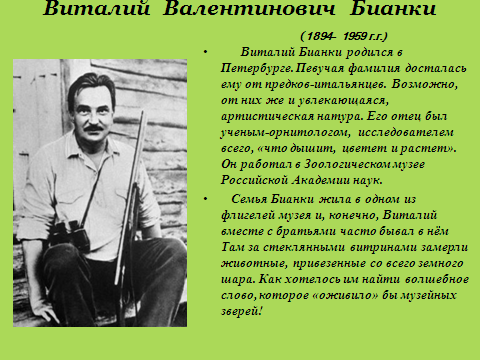 Виталий Валентинович Бианки
(1894- 1959 г.г.)
• Виталий Бианки родился в
Петербурге. Певучая фамилия досталась
ему от предков-итальянцев. Возможно,
от них же и увлекающаяся,
артистическая натура. Его отец был
ученым-орнитологом, исследователем
всего, «что дышит, цветет и растет».
Он работал в Зоологическом музее
Российской Академии наук.
• Семья Бианки жила в одном из
флигелей музея и, конечно, Виталий
вместе с братьями часто бывал в нём
Там за стеклянными витринами замерли
животные, привезенные со всего земного
шара. Как хотелось им найти волшебное
слово, которое «оживило» бы музейных
зверей!